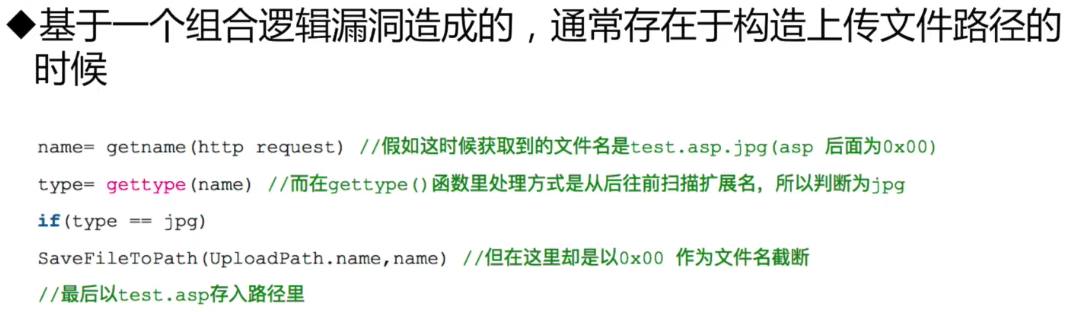 ◆基于一个组合逻辑漏洞造成的，通常存在于构造上传文件路径的
时候
name= getname(http request) //假如这时候获取到的文件名是test.asp.jpg(asp 后面为0x00)
type= gettype(name) //而在gettype()函数里处理方式是从后往前扫描扩展名，所以判断为jpg
if(type == jpg)
SaveFileToPath(UploadPath.name,name) //但在这里却是以0x00 作为文件名截断
//最后以test.asp存入路径里